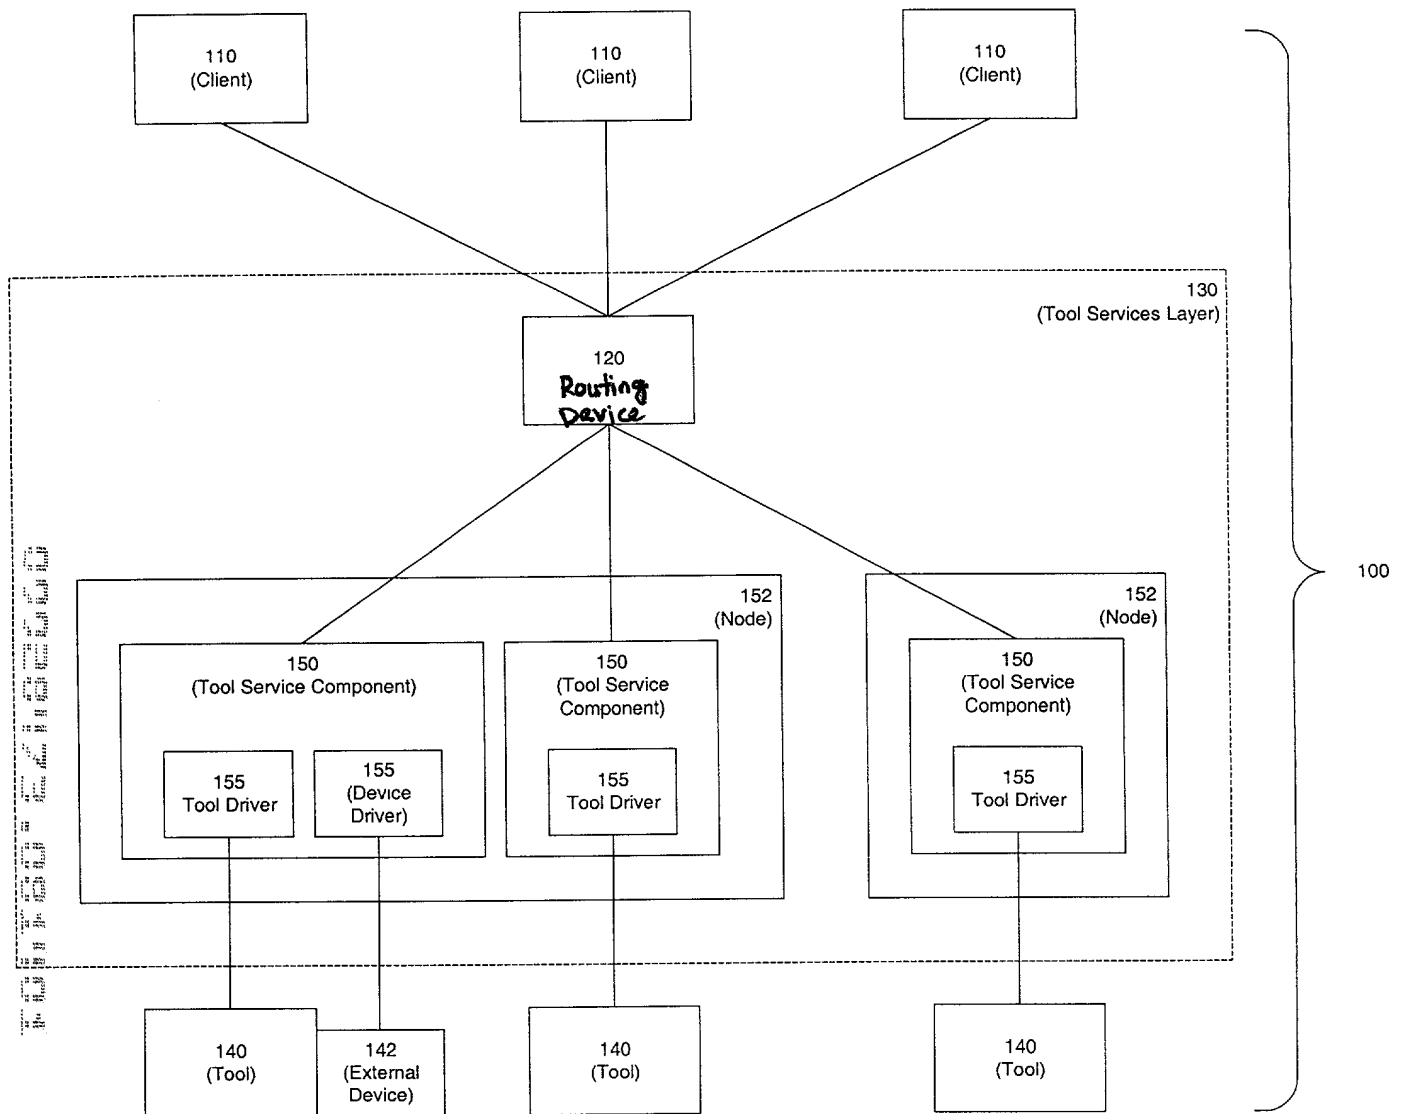 110
(Client)
110
(Client)
110
(Client)
130
(Tool Services Layer)
120
Routing
Device
100
152
(Node)
152
(Node)
150
(Tool Service Component)
150
(Tool Service
Component)
150
(Tool Service
Component)
155
Tool Driver
155
(Device
Driver)
155
Tool Driver
155
Tool Driver
140
(Tool)
142
(External
Device)
140
(Tool)
140
(Tool)